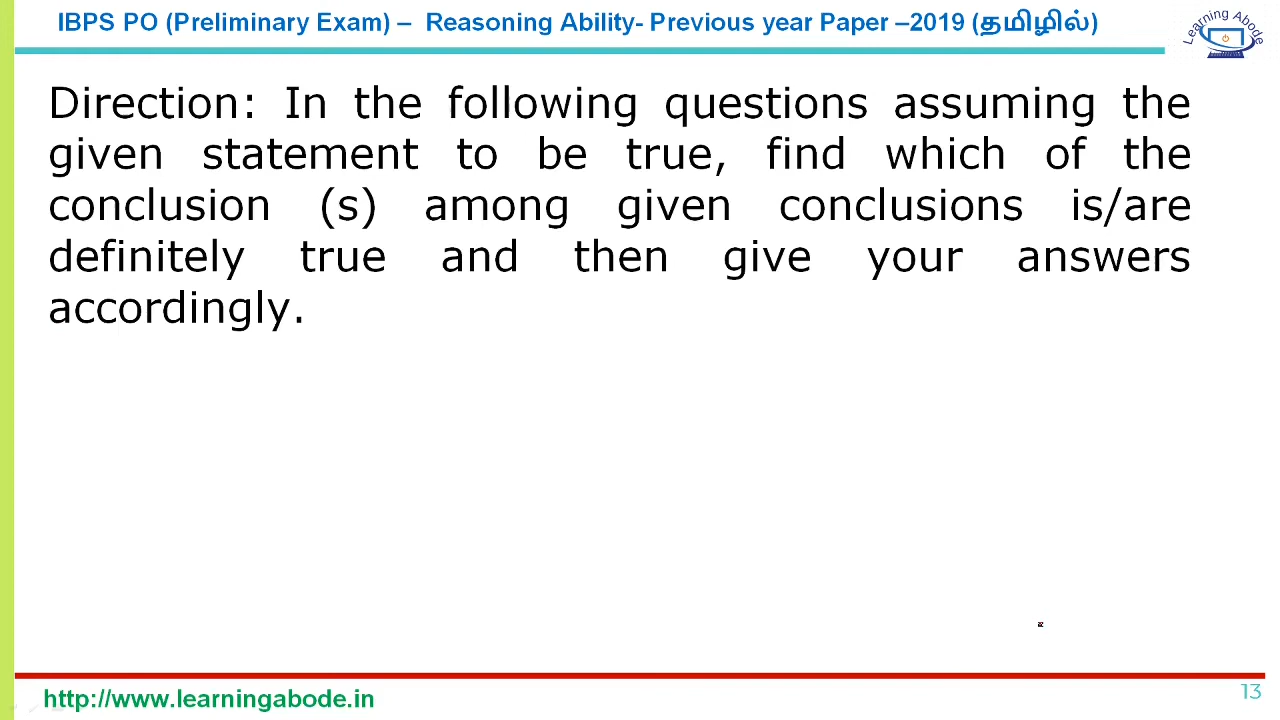 IBPS PO (Preliminary Exam) – Reasoning Ability- Previous year Paper –2019 (தமிழில்)
Learning Abode
Direction: In the following questions assuming the
given statement to be true, find which of the
conclusion (s) among given conclusions is/are
definitely true and then give your answers
accordingly.
http://www.learningabode.in
13